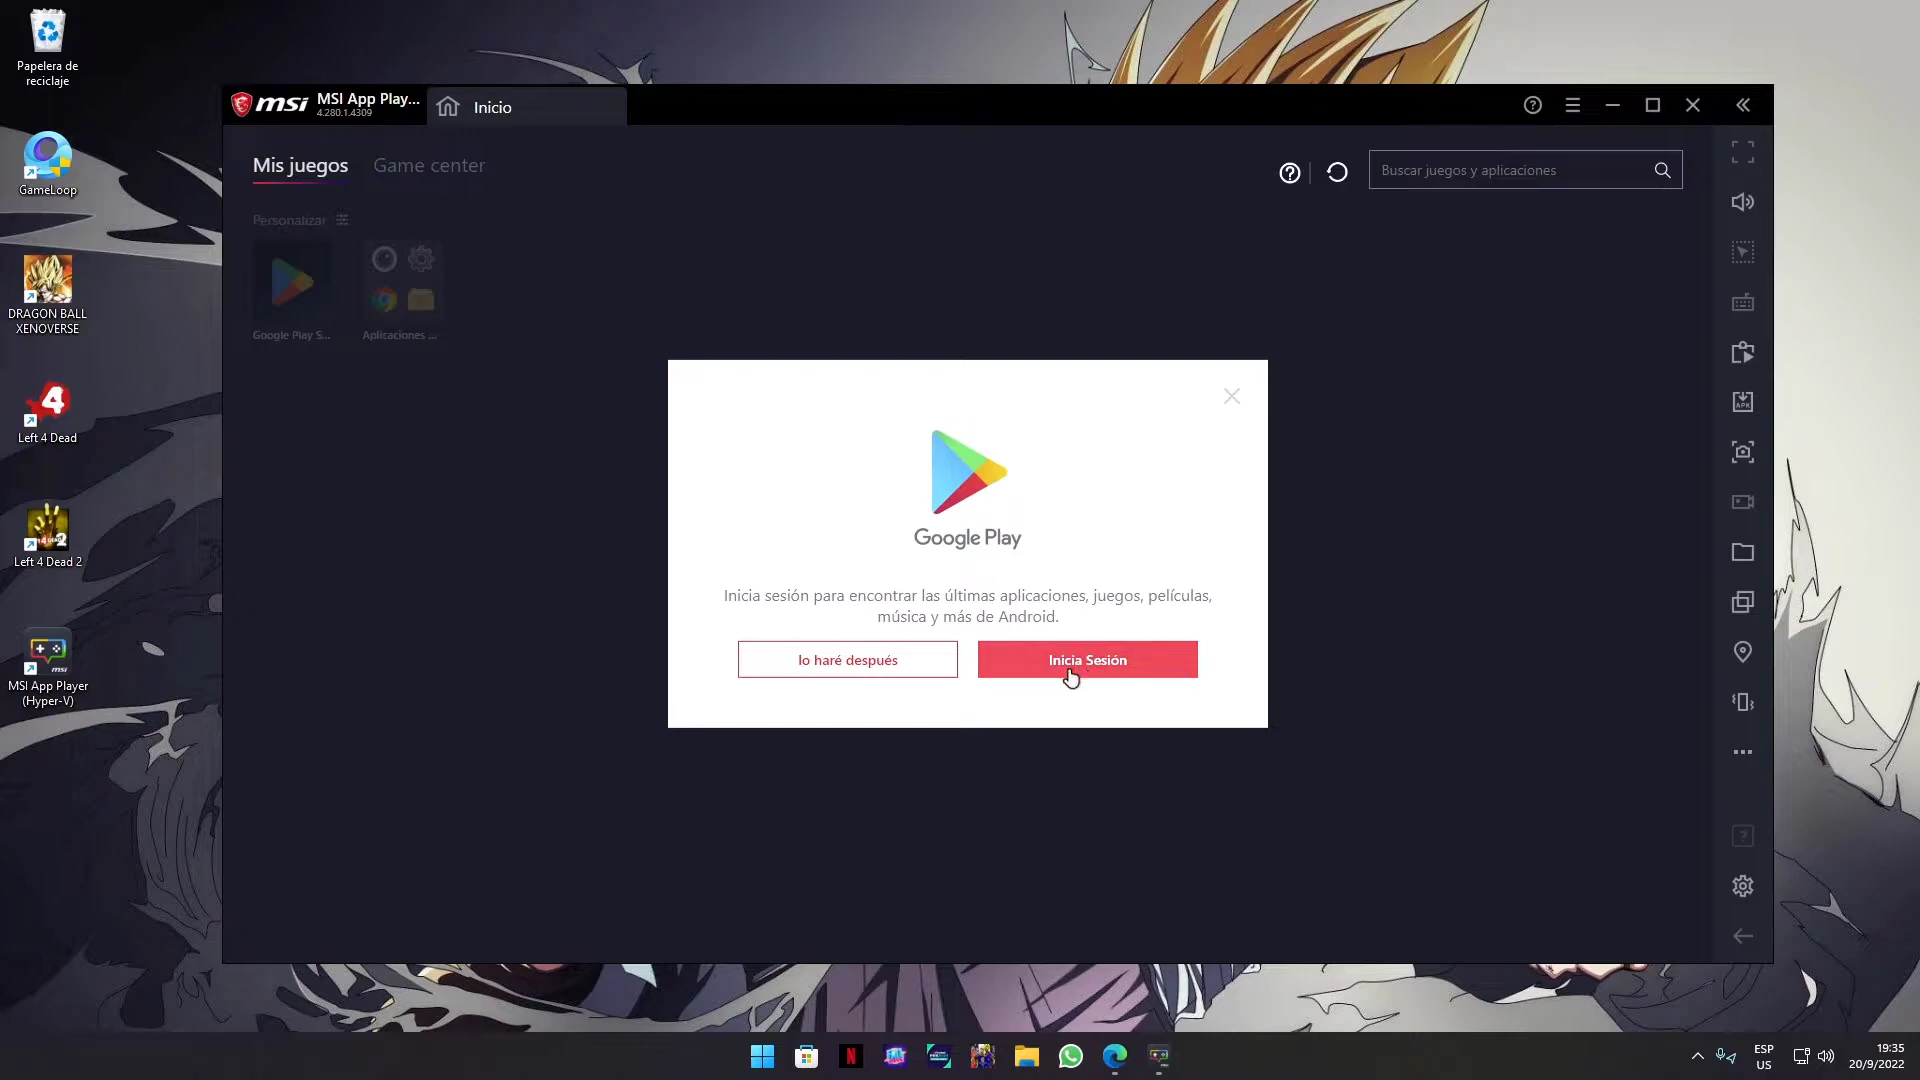 Papelera de
reciclaje
GameLoop
DRAGON BALL
XENOVERSE
4
Left 4 Dead
Left 4 Dead 2
msi
MSI App Player
(Hyper-V)
msi
MSI App Play...
4.280.1.4309
Inicio
Mis juegos
Game center
Buscar juegos y aplicaciones
Personalizar
Google Play S...
Aplicaciones ...
Google Play
Inicia sesión para encontrar las últimas aplicaciones, juegos, películas,
música y más de Android.
lo haré después
Inicia Sesión
APK
ESP
US
19:35
20/9/2022